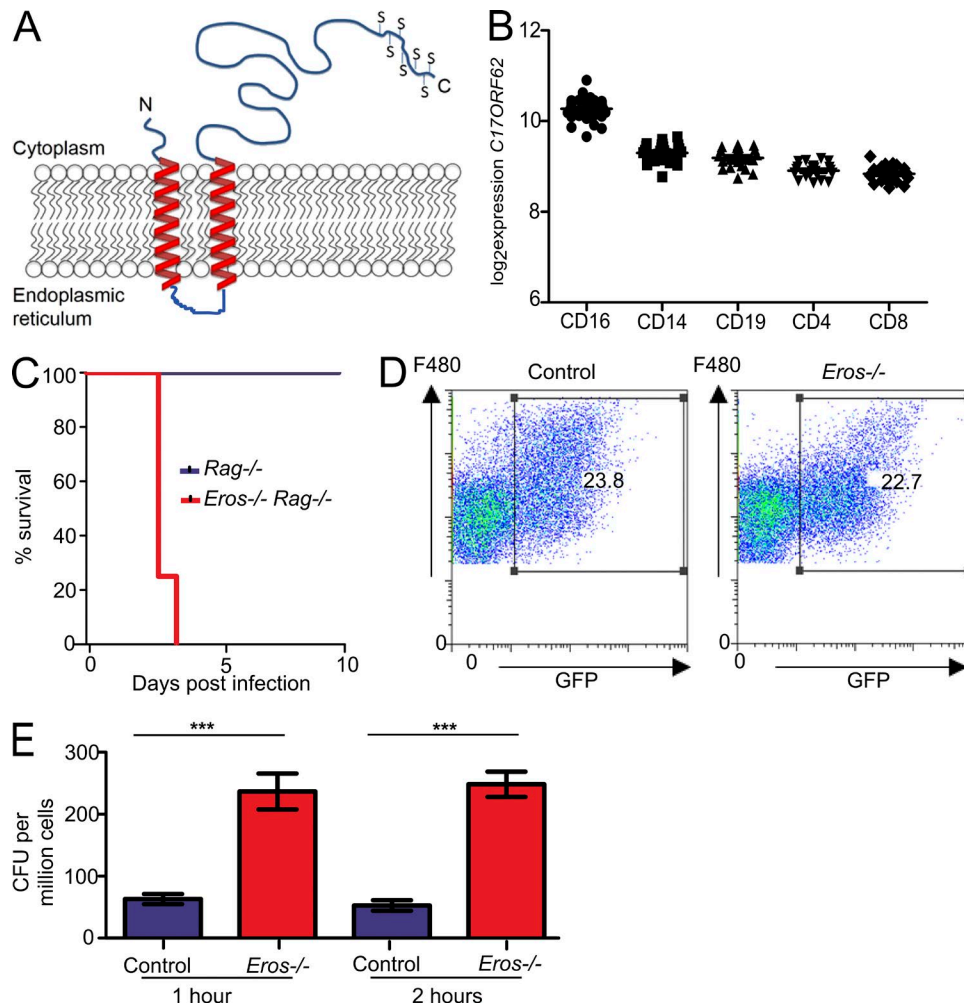 A
N
S
S
S
S
S
S
S
C
Cytoplasm
Endoplasmic
reticulum
B
log2expression C17ORF62
12
10
8
6
CD16 CD14 CD19 CD4 CD8
C
% survival
100
80
60
40
20
0
Rag-/-
Eros-/- Rag-/-
0 5 10
Days post infection
D
F480 Control
23.8
0
0
GFP
F480 Eros-/-
22.7
0
0
GFP
E
CFU per
million cells
300
200
100
0
*** ***
Control Eros-/- Control Eros-/-
1 hour 2 hours